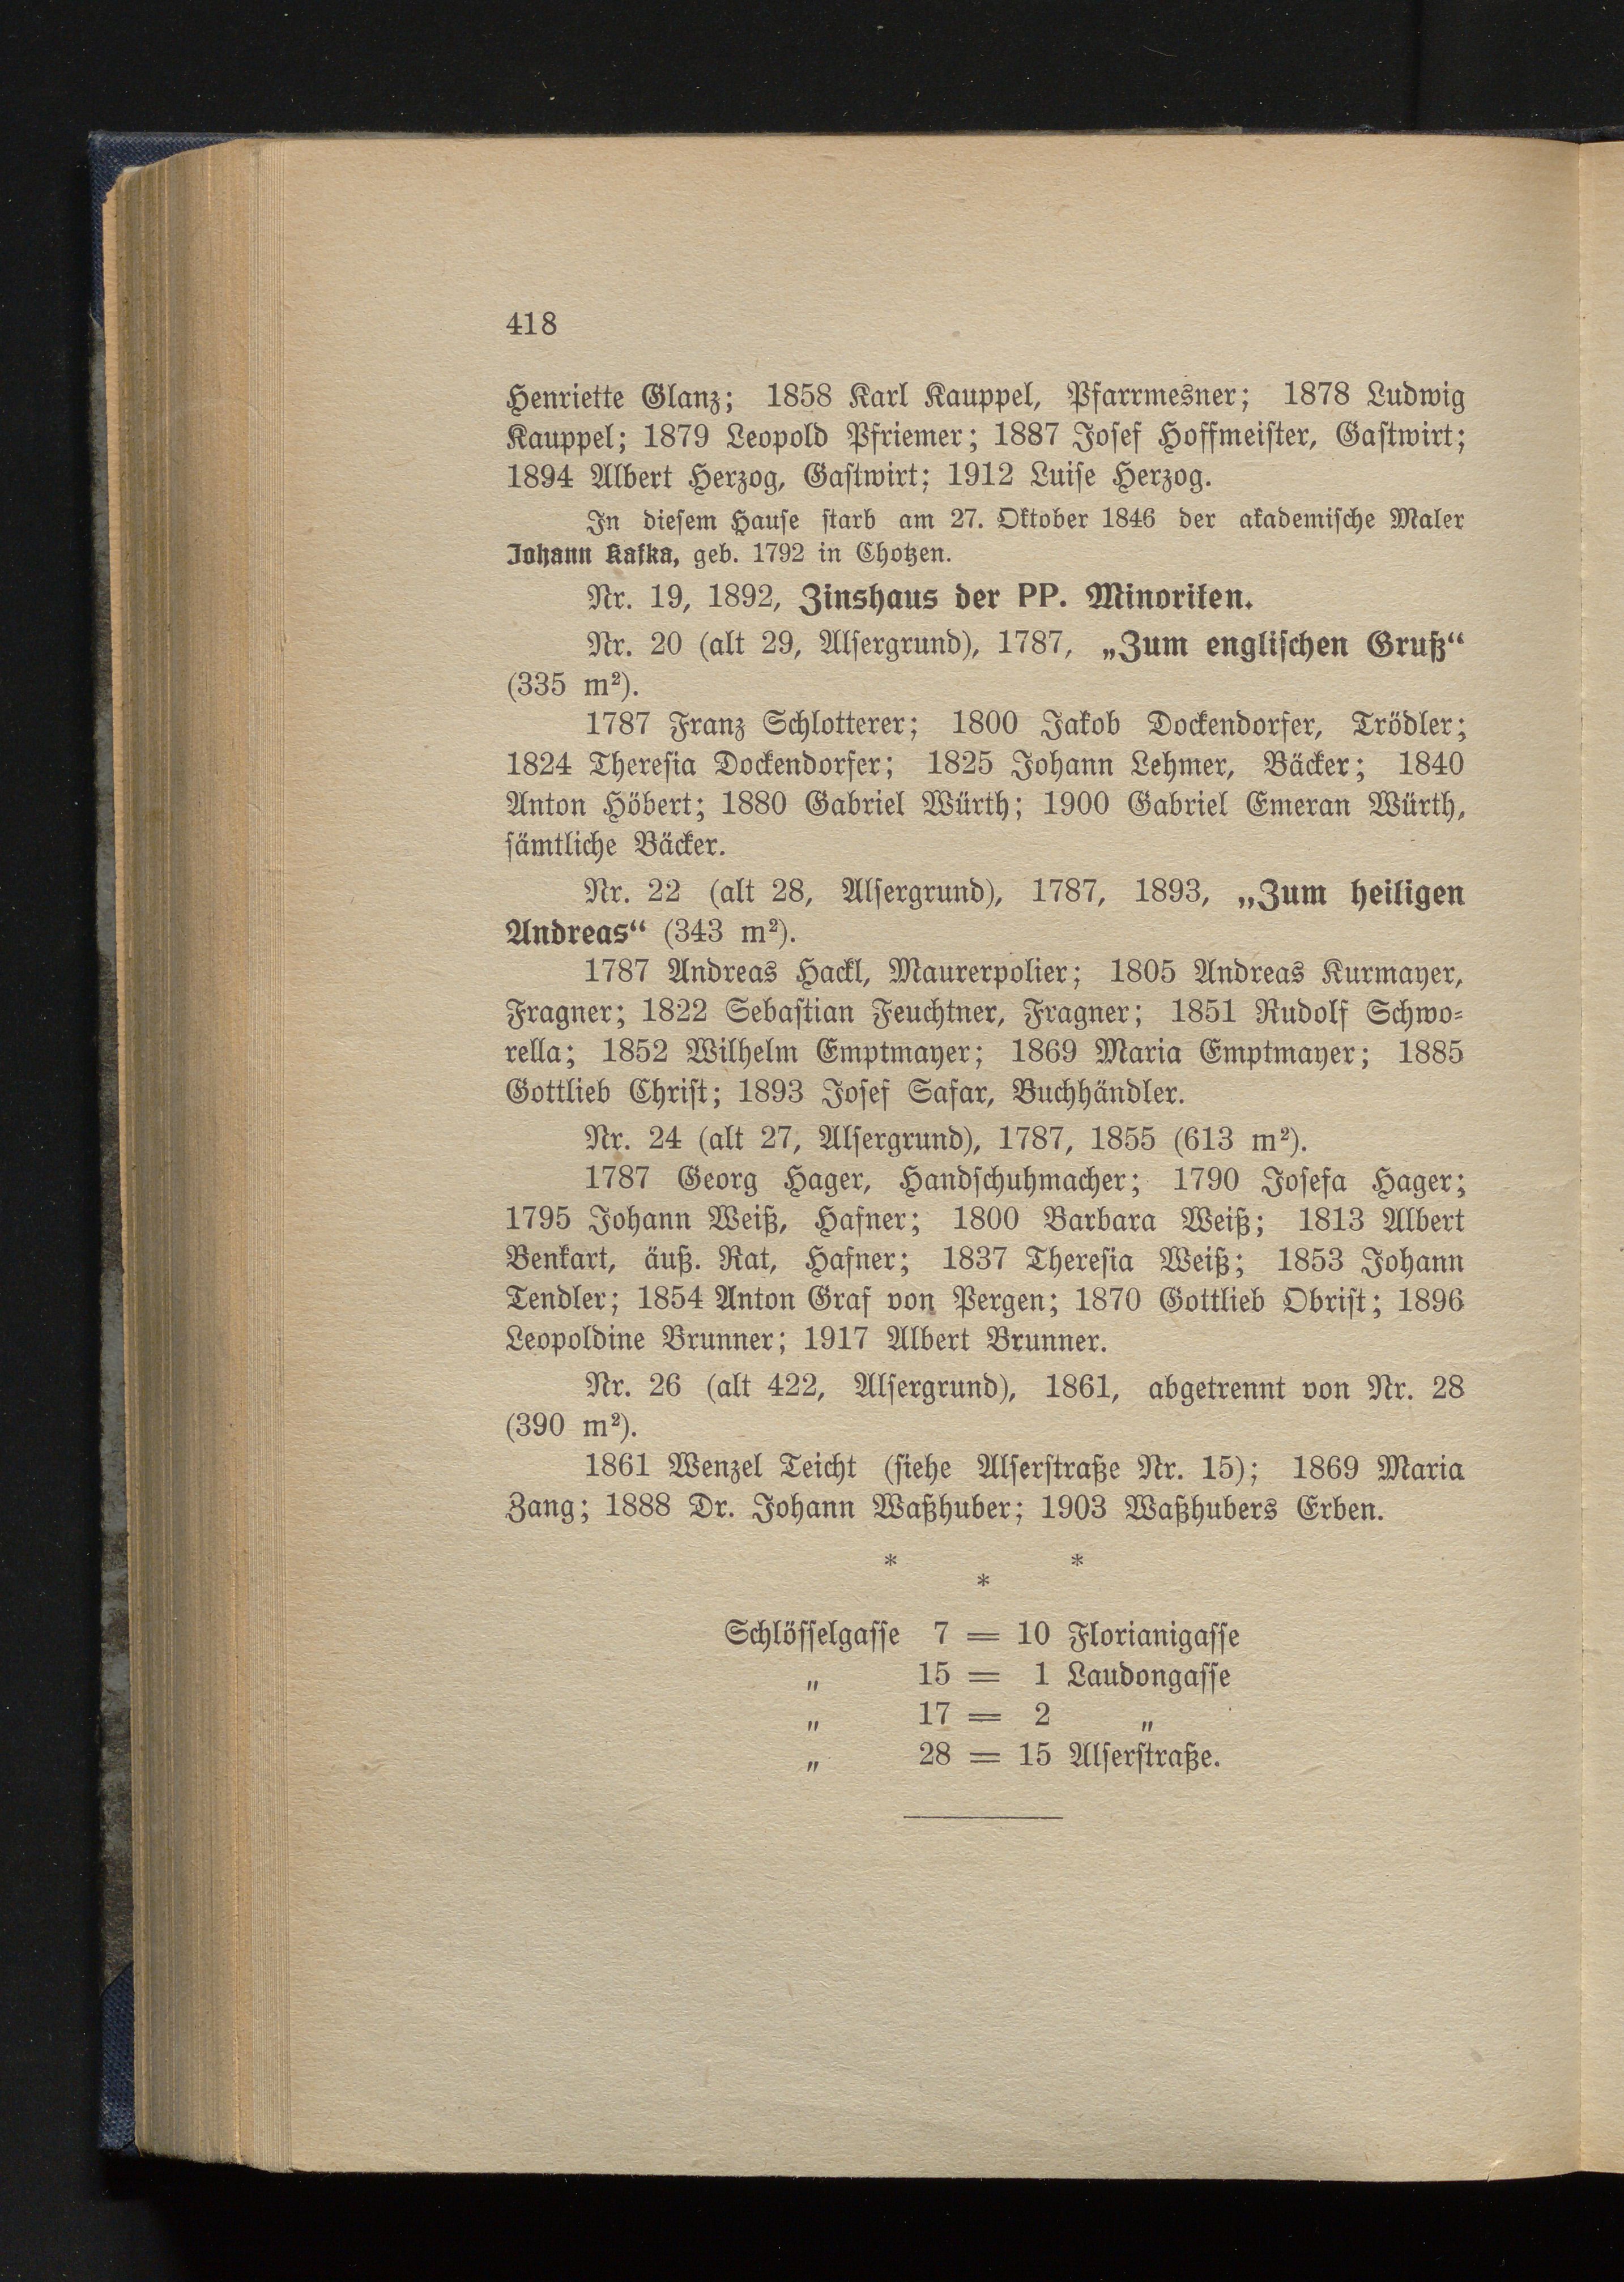 418
Henriette Glanz; 1858 Karl Kauppel, Pfarrmesner; 1878 Ludwig
Kauppel; 1879 Leopold Pfriemer; 1887 Josef Hoffmeister, Gastwirt;
1894 Albert Herzog, Gastwirt; 1912 Luise Herzog.
In diesem Hause starb am 27. Oktober 1846 der akademische Maler
Johann Kafka, geb. 1792 in Chotzen.
Nr. 19, 1892, Zinshaus der PP. Minoriten.
Nr. 20 (alt 29, Alsergrund), 1787, „Zum englischen Gruß“
(335 m²).
1787 Franz Schlotterer; 1800 Jakob Dockendorfer, Trödler;
1824 Theresia Dockendorfer; 1825 Johann Lehmer, Bäcker; 1840
Anton Höbert; 1880 Gabriel Würth; 1900 Gabriel Emeran Würth,
sämtliche Bäcker.
Nr. 22 (alt 28, Alsergrund), 1787, 1893, „Zum heiligen
Andreas“ (343 m²).
1787 Andreas Hackl, Maurerpolier; 1805 Andreas Kurmayer,
Fragner; 1822 Sebastian Feuchtner, Fragner; 1851 Rudolf Schwo-
rella; 1852 Wilhelm Emptmayer; 1869 Maria Emptmayer; 1885
Gottlieb Christ; 1893 Josef Safar, Buchhändler.
Nr. 24 (alt 27, Alsergrund), 1787, 1855 (613 m²).
1787 Georg Hager, Handschuhmacher; 1790 Josefa Hager;
1795 Johann Weiß, Hafner; 1800 Barbara Weiß; 1813 Albert
Benkart, äuß. Rat, Hafner; 1837 Theresia Weiß; 1853 Johann
Tendler; 1854 Anton Graf von Pergen; 1870 Gottlieb Obrist; 1896
Leopoldine Brunner; 1917 Albert Brunner.
Nr. 26 (alt 422, Alsergrund), 1861, abgetrennt von Nr. 28
(390 m²).
1861 Wenzel Teicht (siehe Alserstraße Nr. 15); 1869 Maria
Zang; 1888 Dr. Johann Waßhuber; 1903 Waßhubers Erben.
* *
*
Schlösselgasse 7 = 10 Florianigasse
„ 15 = 1 Laudongasse
„ 17 = 2 „
„ 28 = 15 Alserstraße.